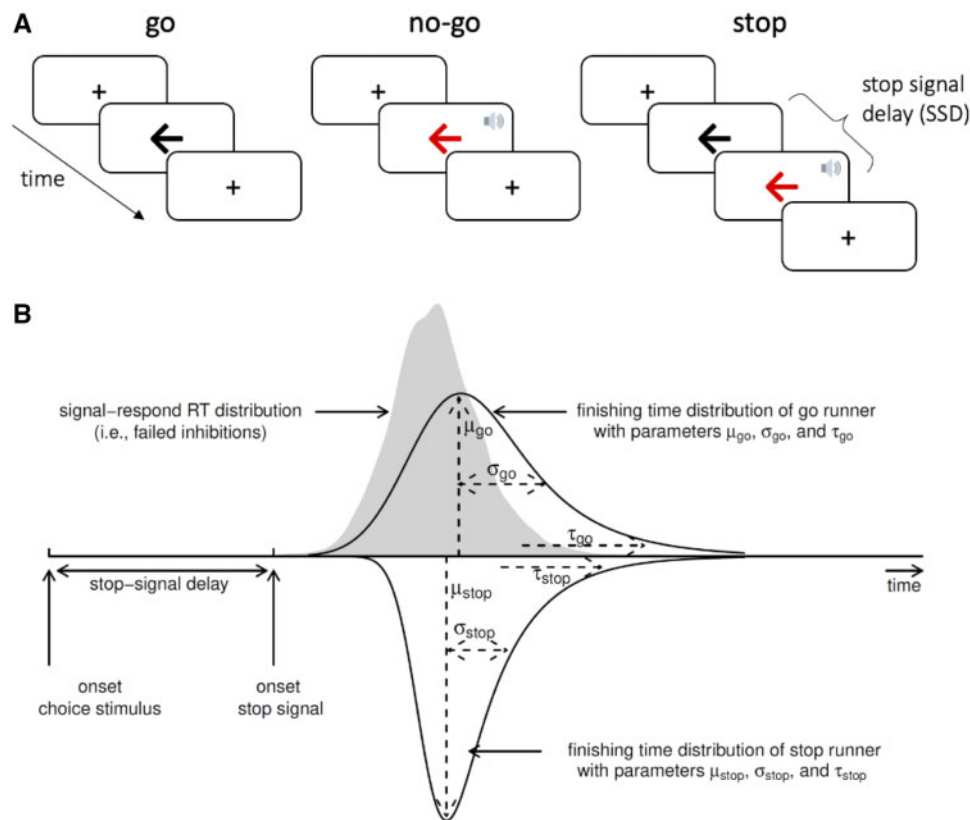 A
go
no-go
stop
stop signal
delay (SSD)
time
+
+
+
+
+
+
B
signal–respond RT distribution
(i.e., failed inhibitions)
finishing time distribution of go runner
with parameters μgo, σgo, and τgo
μgo
σgo
τgo
stop–signal delay
τstop
time
μstop
σstop
onset
choice stimulus
onset
stop signal
finishing time distribution of stop runner
with parameters μstop, σstop, and τstop